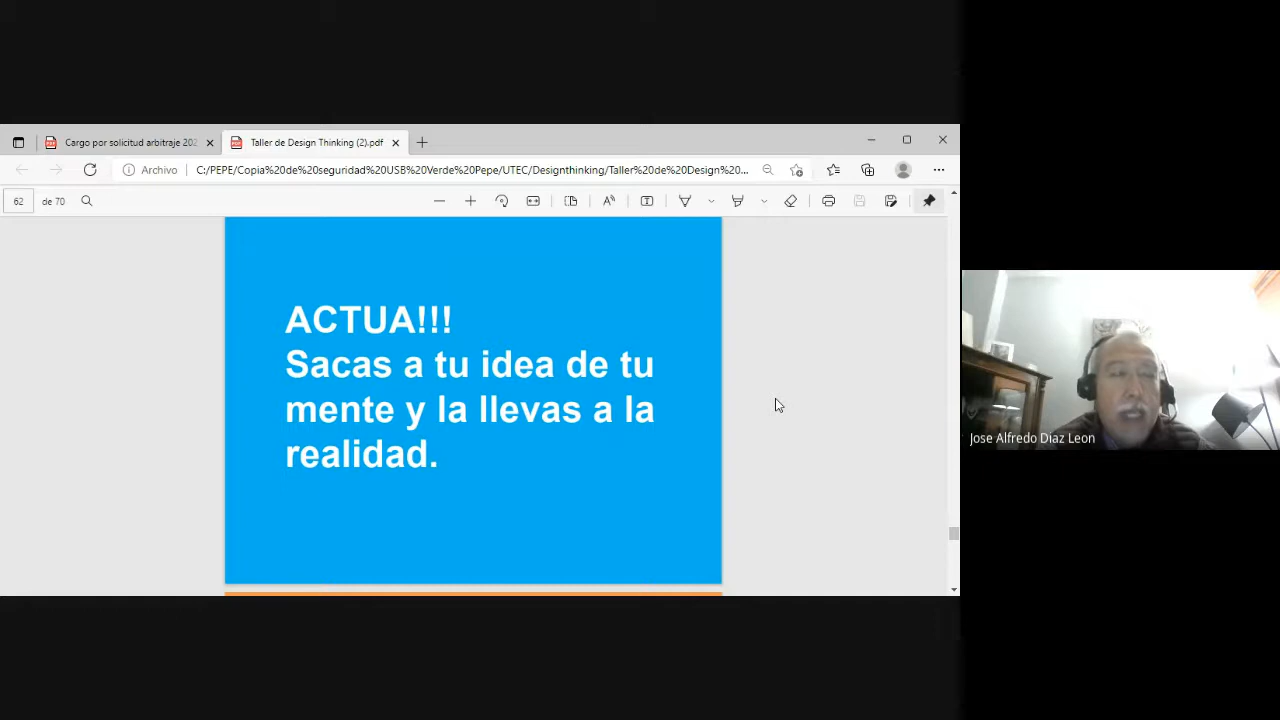 Cargo por solicitud arbitraje 202
Taller de Design Thinking (2).pdf
Archivo
C:/PEPE/Copia%20de%20seguridad%20USB%20Verde%20Pepe/UTEC/Designthinking/Taller%20de%20Design%20...
62 de 70
ACTUA!!!
Sacas a tu idea de tu
mente y la llevas a la
realidad.
Jose Alfredo Diaz Leon